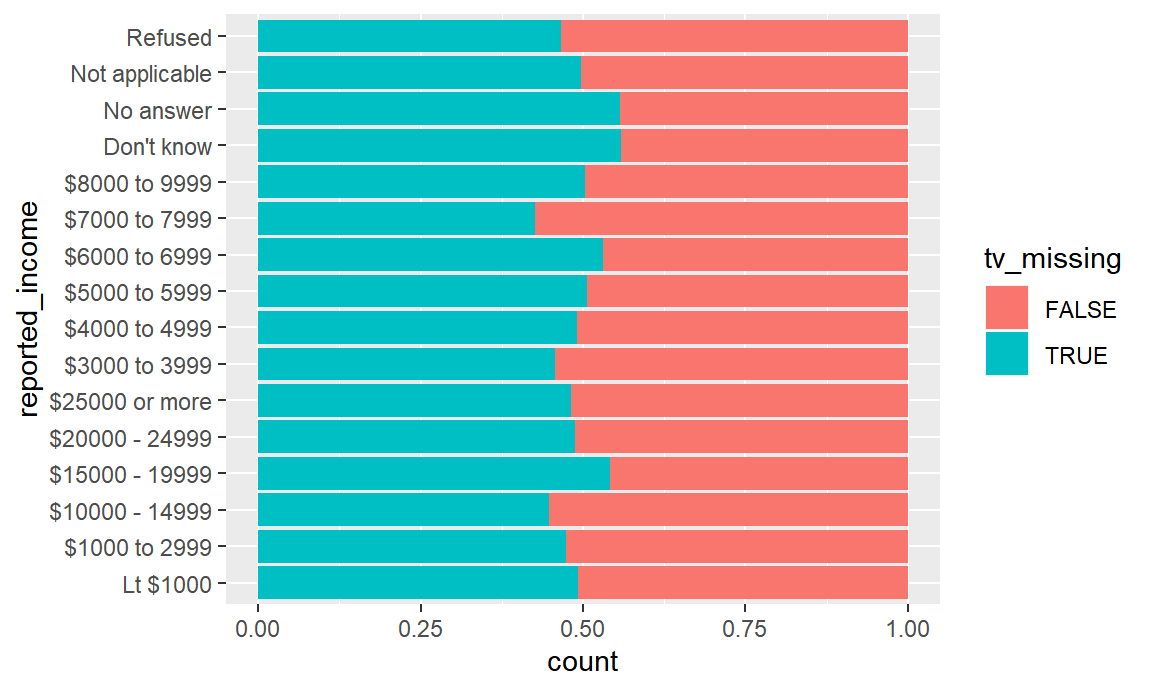 reported_income
Refused
Not applicable
No answer
Don't know
$8000 to 9999
$7000 to 7999
$6000 to 6999
$5000 to 5999
$4000 to 4999
$3000 to 3999
$25000 or more
$20000 - 24999
$15000 - 19999
$10000 - 14999
$1000 to 2999
Lt $1000
0.00 0.25 0.50 0.75 1.00
count
tv_missing
FALSE
TRUE